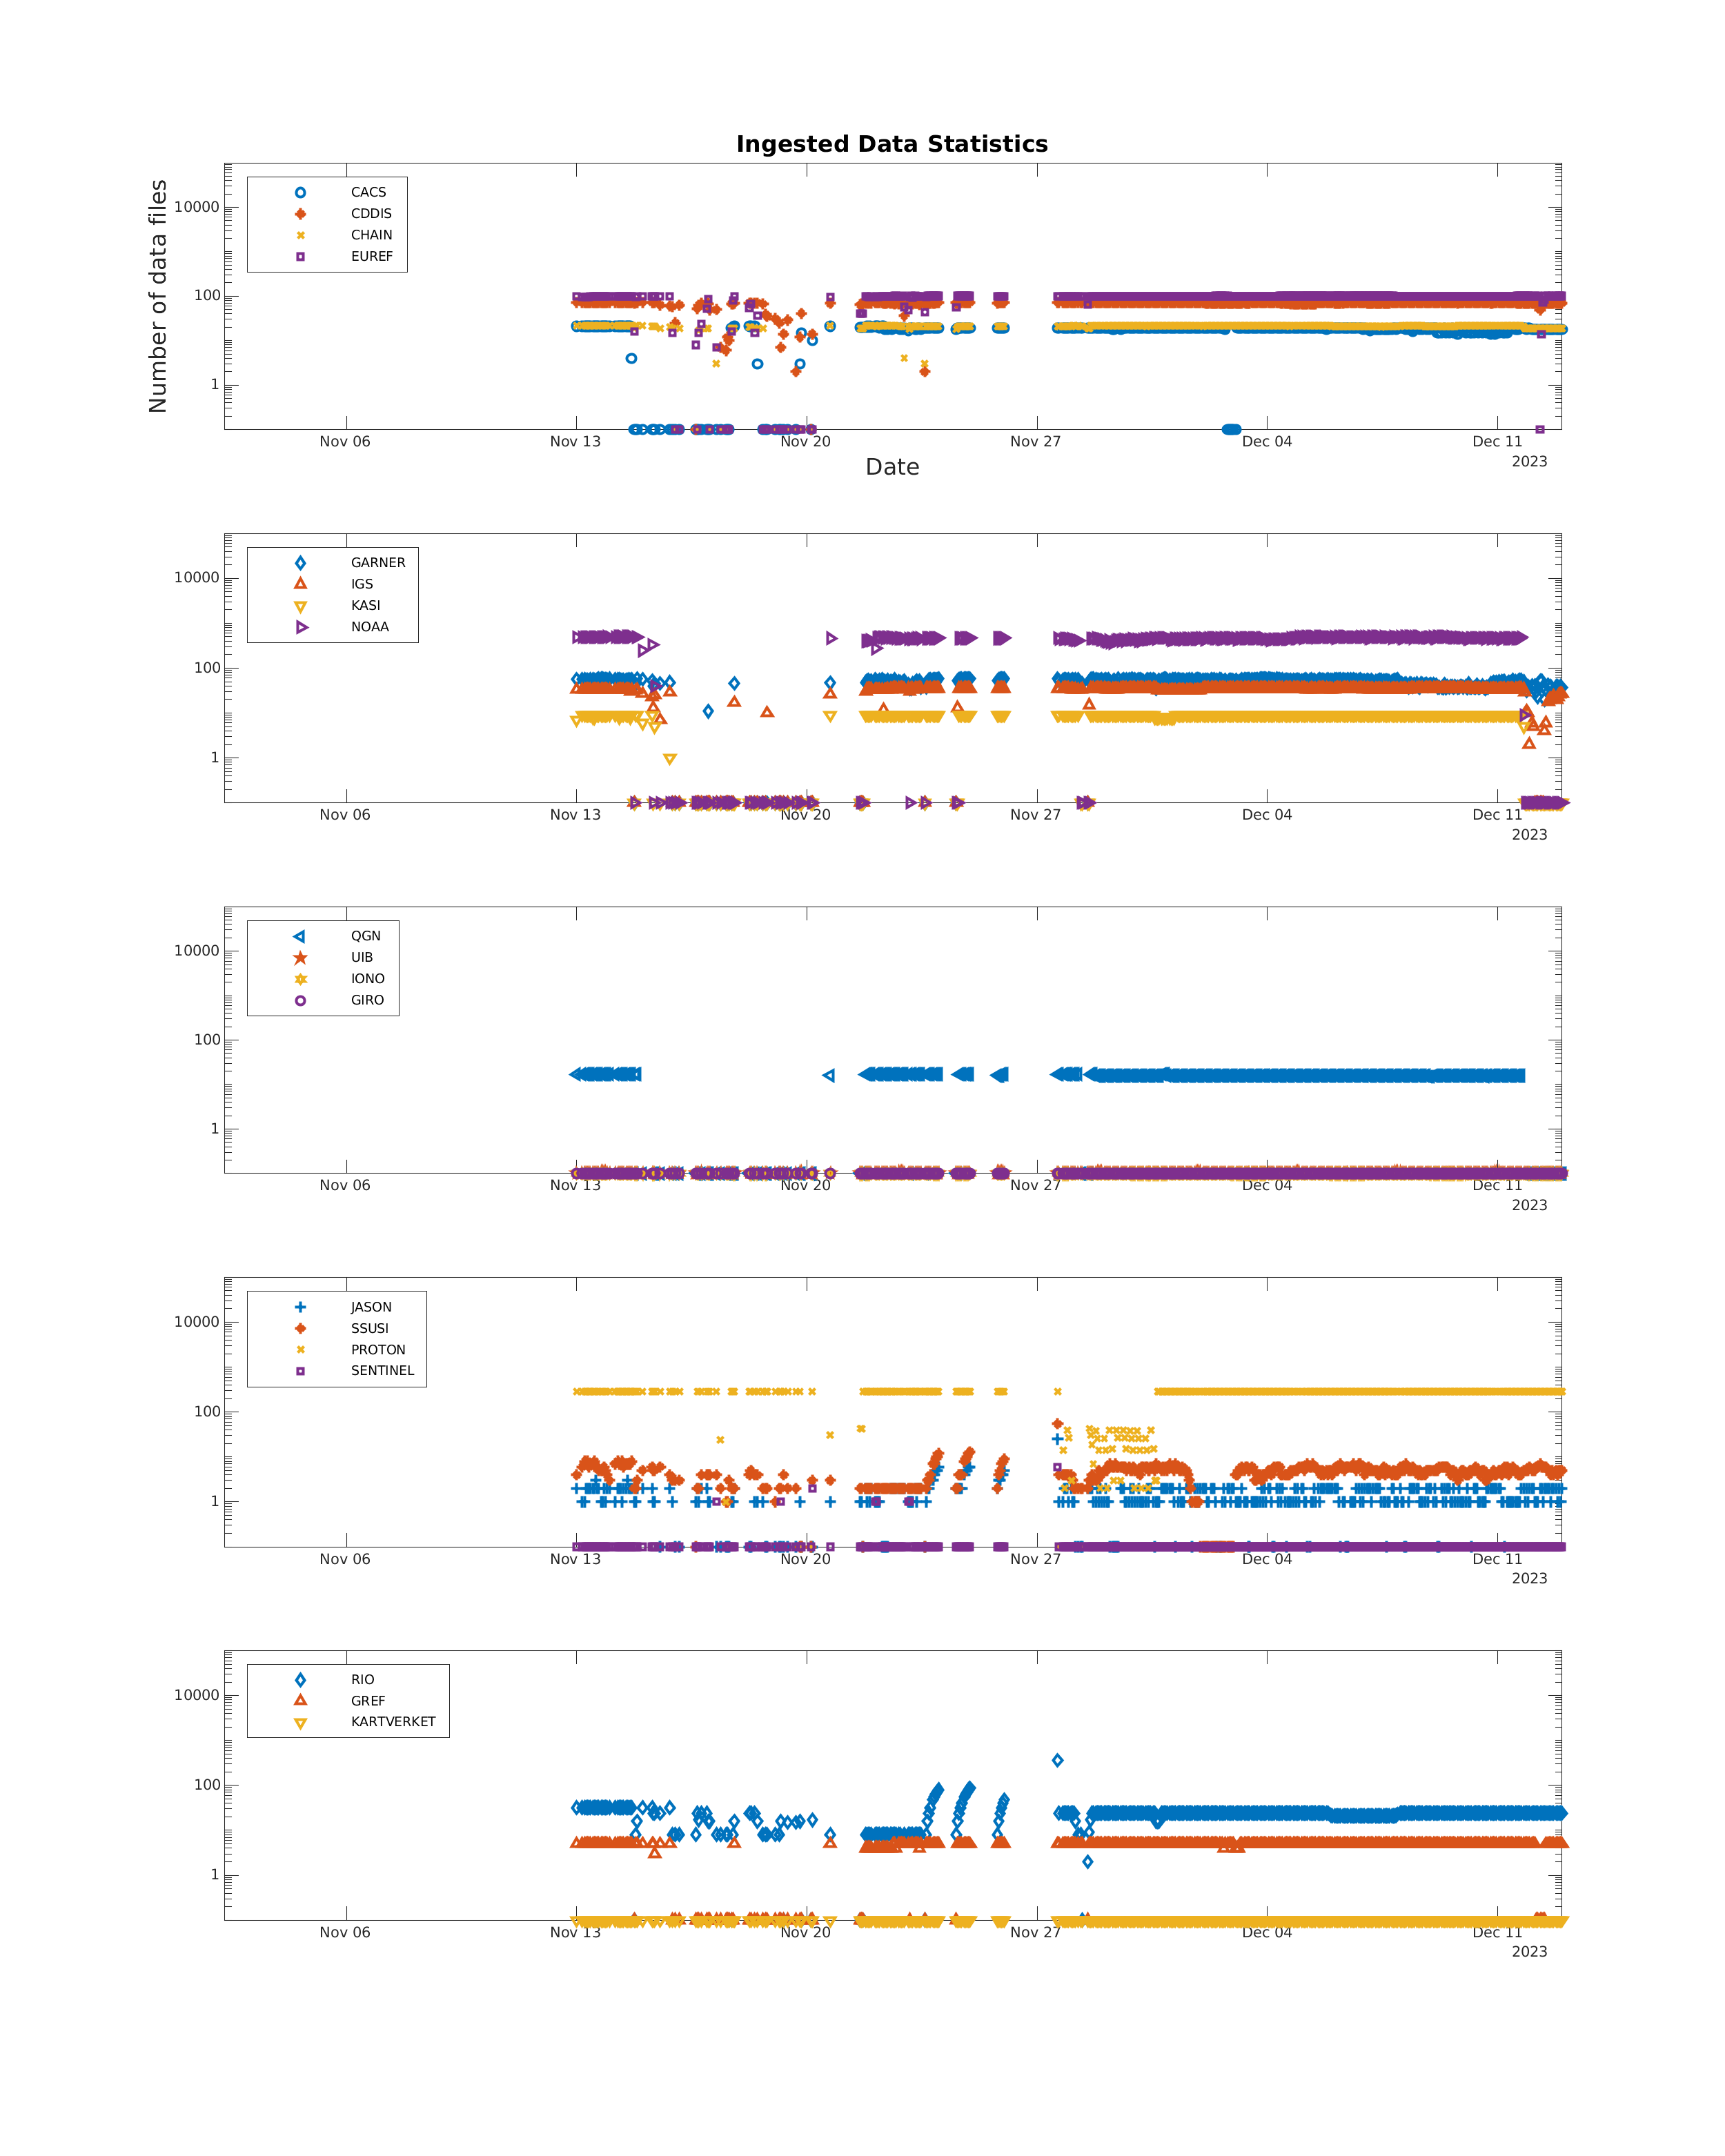 Ingested Data Statistics
Number of data files
10000
100
1
CACS
CDDIS
CHAIN
EUREF
Nov 06
Nov 13
Nov 20
Nov 27
Dec 04
Dec 11
2023
Date
10000
100
1
GARNER
IGS
KASI
NOAA
Nov 06
Nov 13
Nov 20
Nov 27
Dec 04
Dec 11
2023
10000
100
1
QGN
UIB
IONO
GIRO
Nov 06
Nov 13
Nov 20
Nov 27
Dec 04
Dec 11
2023
10000
100
1
JASON
SSUSI
PROTON
SENTINEL
Nov 06
Nov 13
Nov 20
Nov 27
Dec 04
Dec 11
2023
10000
100
1
RIO
GREF
KARTVERKET
Nov 06
Nov 13
Nov 20
Nov 27
Dec 04
Dec 11
2023